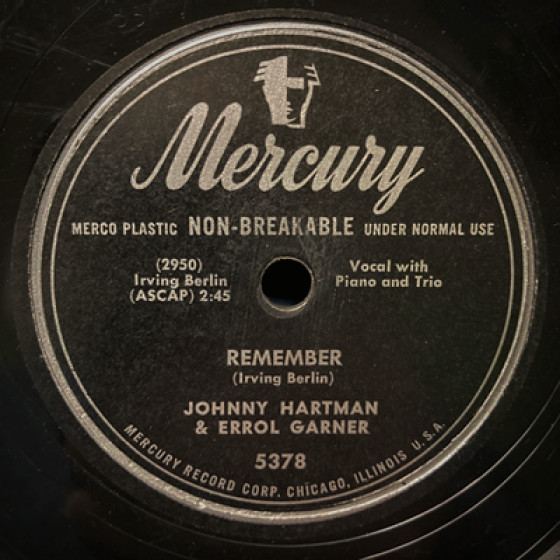 Mercury
MERCO PLASTIC NON-BREAKABLE UNDER NORMAL USE
(2950)
Irving Berlin
(ASCAP) 2:45
Vocal with
Piano and Trio
REMEMBER
(Irving Berlin)
JOHNNY HARTMAN
& ERROL GARNER
5378
MERCURY RECORD CORP. CHICAGO, ILLINOIS U.S.A.